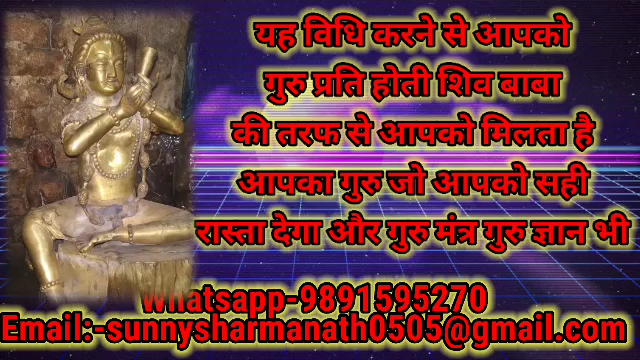 यह विधि करने से आपको
गुरु प्रति होती शिव बाबा
की तरफ से आपको मिलता है
आपका गुरु जो आपको सही
रास्ता देगा और गुरु मंत्र गुरु ज्ञान भी
Whatsapp-9891595270
Email:-sunnysharmanath0505@gmail.com